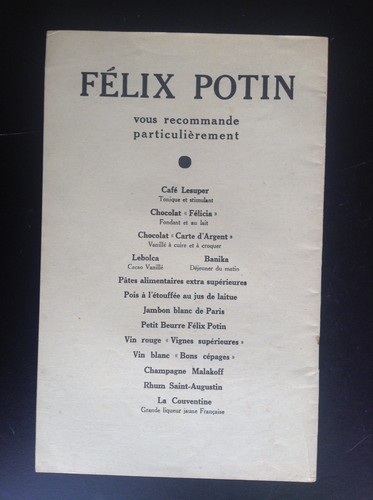 FÉLIX POTIN
vous recommande
particulièrement
Café Lesuper
Tonique et stimulant
Chocolat « Félicia »
Fondant et au lait
Chocolat « Carte d'Argent »
Vanillé à cuire et à croquer
Lebolca Banika
Cacao Vanillé Déjeuner du matin
Pâtes alimentaires extra supérieures
Pois à l'étouffée au jus de laitue
Jambon blanc de Paris
Petit Beurre Félix Potin
Vin rouge « Vignes supérieures »
Vin blanc « Bons cépages »
Champagne Malakoff
Rhum Saint-Augustin
La Couventine
Grande liqueur jaune Française